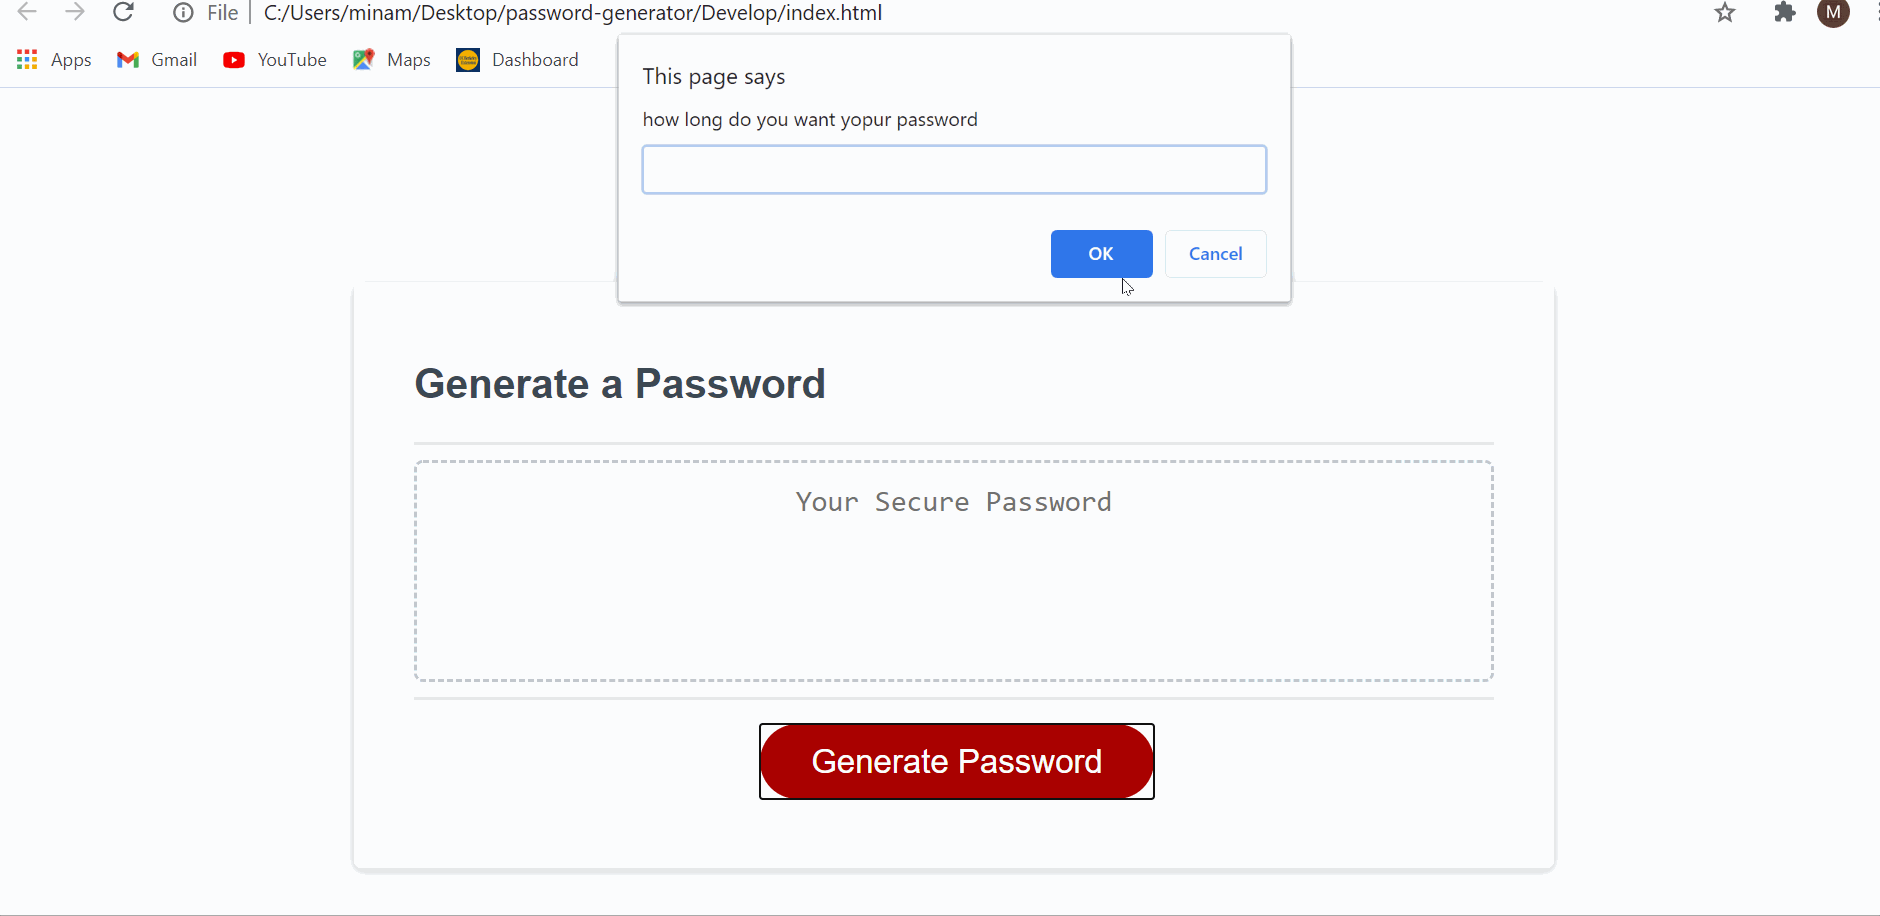 File C:/Users/minam/Desktop/password-generator/Develop/index.html M
Apps Gmail YouTube Maps Dashboard
This page says
how long do you want yopur password
OK Cancel
Generate a Password
Your Secure Password
Generate Password